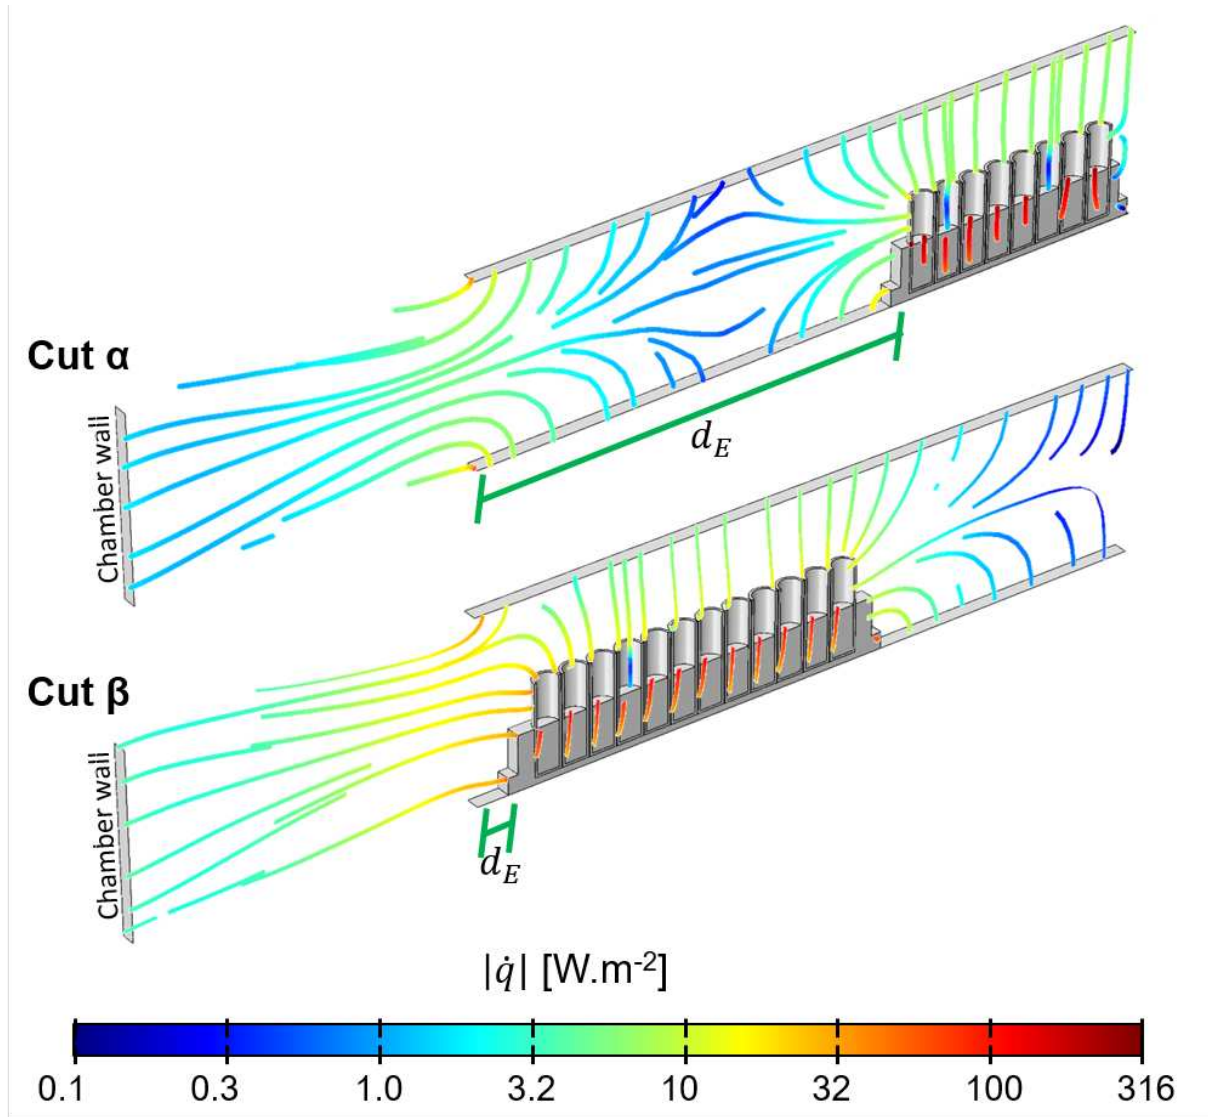 Cut α
Chamber wall
d_E
Cut β
Chamber wall
d_E
|q̇| [W.m-2]
0.1 0.3 1.0 3.2 10 32 100 316